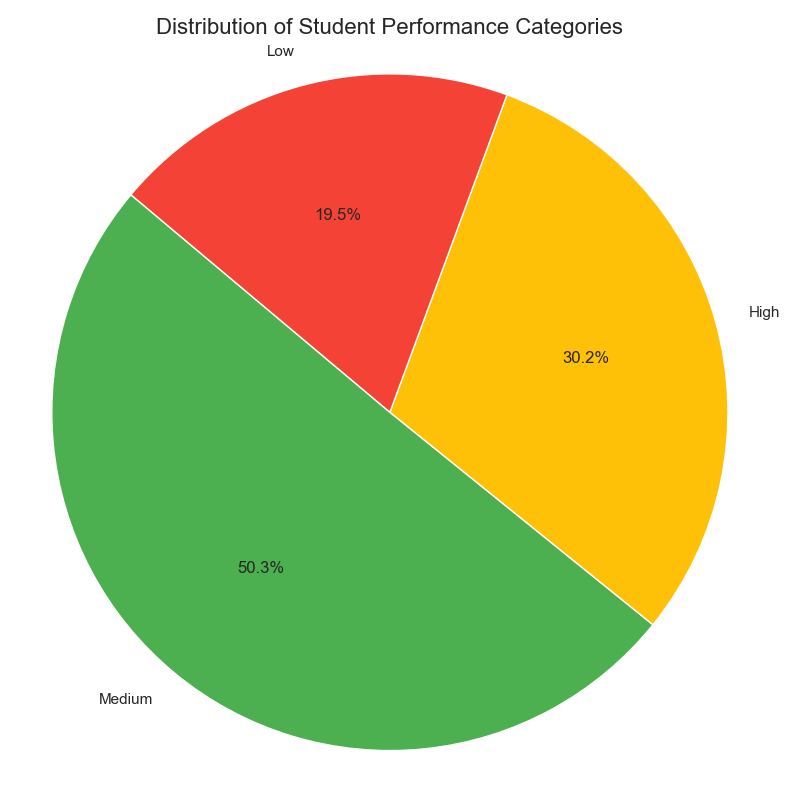 Distribution of Student Performance Categories
Low
19.5%
High
30.2%
50.3%
Medium